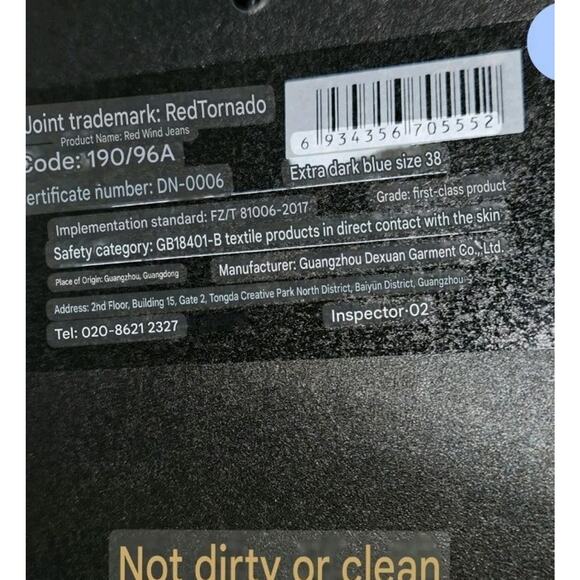 Joint trademark: RedTornado
Product Name: Red Wind Jeans
Code: 190/96A
6 934356 705552
ertificate number: DN-0006
Extra dark blue size 38
Implementation standard: FZ/T 81006-2017
Grade: first-class product
Safety category: GB18401-B textile products in direct contact with the skin
Place of Origin: Guangzhou, Guangdong
Manufacturer: Guangzhou Dexuan Garment Co., Ltd.
Address: 2nd Floor, Building 15, Gate 2, Tongda Creative Park North District, Baiyun District, Guangzhou
Tel: 020-8621 2327
Inspector·02
Not dirty or clean